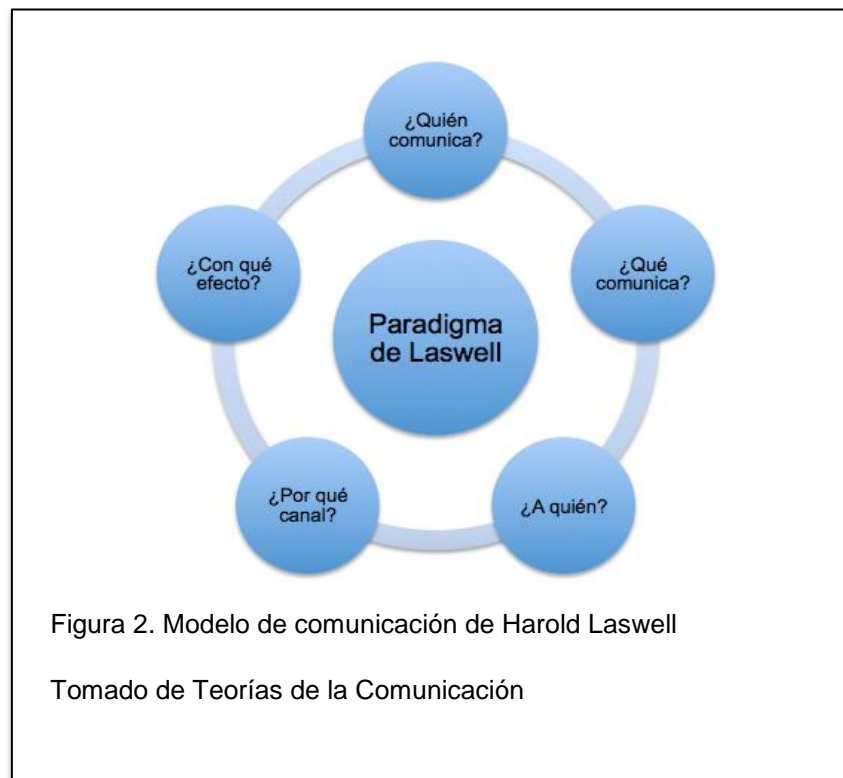 ¿Quién
comunica?
¿Qué
comunica?
¿A quién?
¿Por qué
canal?
¿Con qué
efecto?
Paradigma
de Laswell
Figura 2. Modelo de comunicación de Harold Laswell
Tomado de Teorías de la Comunicación